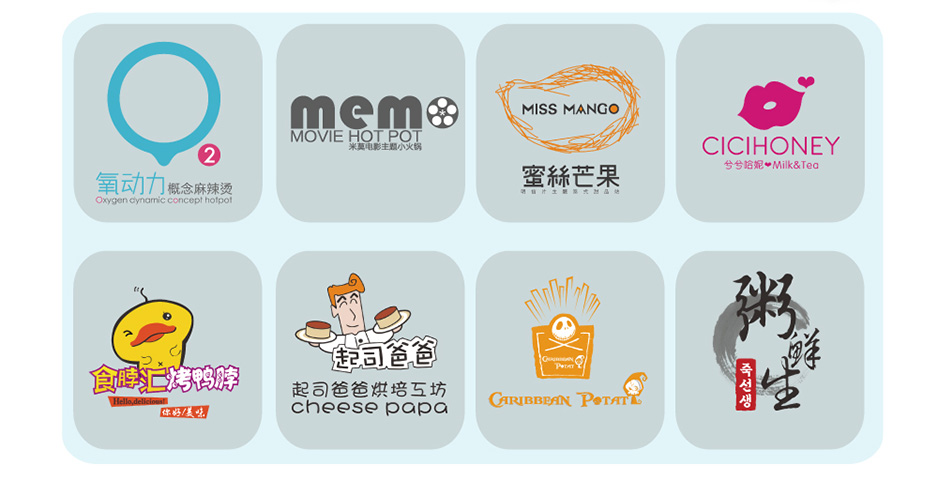 2
氧动力 概念麻辣烫
Oxygen dynamic concept hotpot
memo
MOVIE HOT POT
米莫电影主题小火锅
MISS MANGO
蜜絲芒果
CICIHONEY
兮兮哈妮❤Milk&Tea
食脖汇烤鸭脖
Hello,delicious!
你好!美味
起司爸爸
起司爸爸烘培互坊
cheese papa
CARIBBEAN
POTATO
CARIBBEAN POTAT
粥鲜生
죽선생